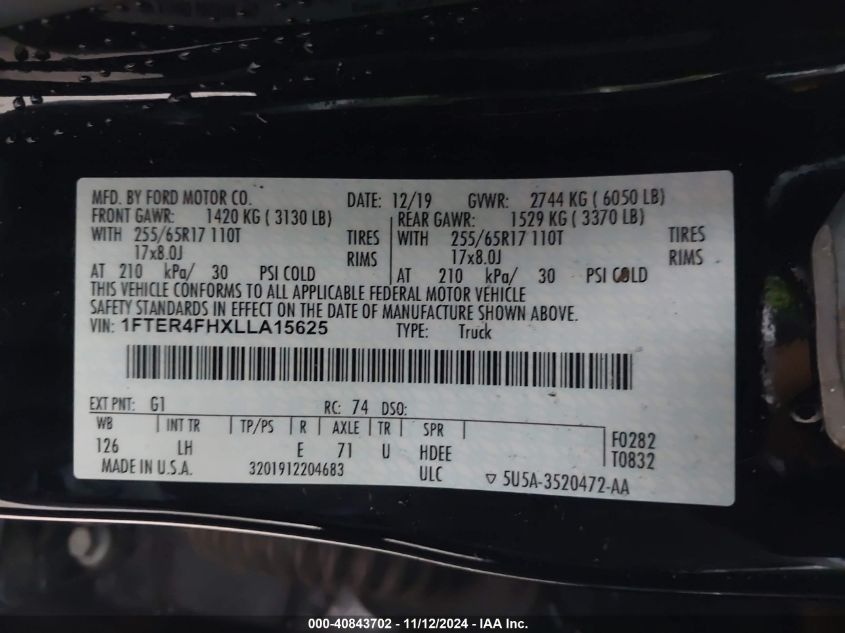 MFD. BY FORD MOTOR CO. DATE: 12/19 GVWR: 2744 KG ( 6050 LB)
FRONT GAWR: 1420 KG ( 3130 LB) REAR GAWR: 1529 KG ( 3370 LB)
WITH 255/65R17 110T TIRES WITH 255/65R17 110T TIRES
17x8.0J RIMS 17x8.0J RIMS
AT 210 kPa/ 30 PSI COLD AT 210 kPa/ 30 PSI COLD
THIS VEHICLE CONFORMS TO ALL APPLICABLE FEDERAL MOTOR VEHICLE
SAFETY STANDARDS IN EFFECT ON THE DATE OF MANUFACTURE SHOWN ABOVE.
VIN: 1FTER4FHXLLA15625 TYPE: Truck
EXT PNT: G1 RC: 74 DSO:
WB INT TR TP/PS R AXLE TR SPR F0282
126 LH E 71 U HDEE T0832
MADE IN U.S.A. 3201912204683 ULC ▽ 5U5A-3520472-AA
000-40843702 - 11/12/2024 - IAA Inc.